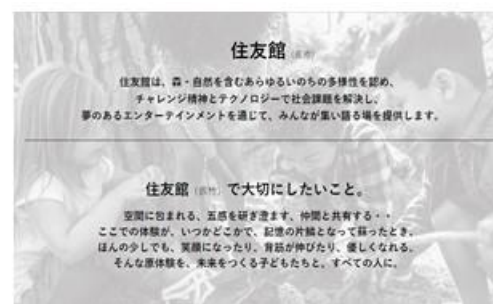 住友館 (仮称)
住友館は、森・自然を含むあらゆるいのちの多様性を認め、
チャレンジ精神とテクノロジーで社会課題を解決し、
夢のあるエンターテインメントを通じて、みんなが集い語る場を提供します。
住友館 (仮称) で大切にしたいこと。
空間に包まれる、五感を研ぎ澄ます、仲間と共有する・・
ここでの体験が、いつかどこかで、記憶の片隅となって蘇ったとき、
ほんの少しでも、笑顔になったり、背筋が伸びたり、優しくなれる、
そんな原体験を、未来をつくる子どもたちと、すべての人に。